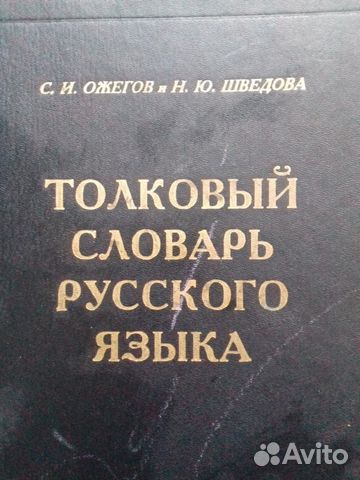 С. И. ОЖЕГОВ и Н. Ю. ШВЕДОВА
ТОЛКОВЫЙ
СЛОВАРЬ
РУССКОГО
ЯЗЫКА
Avito